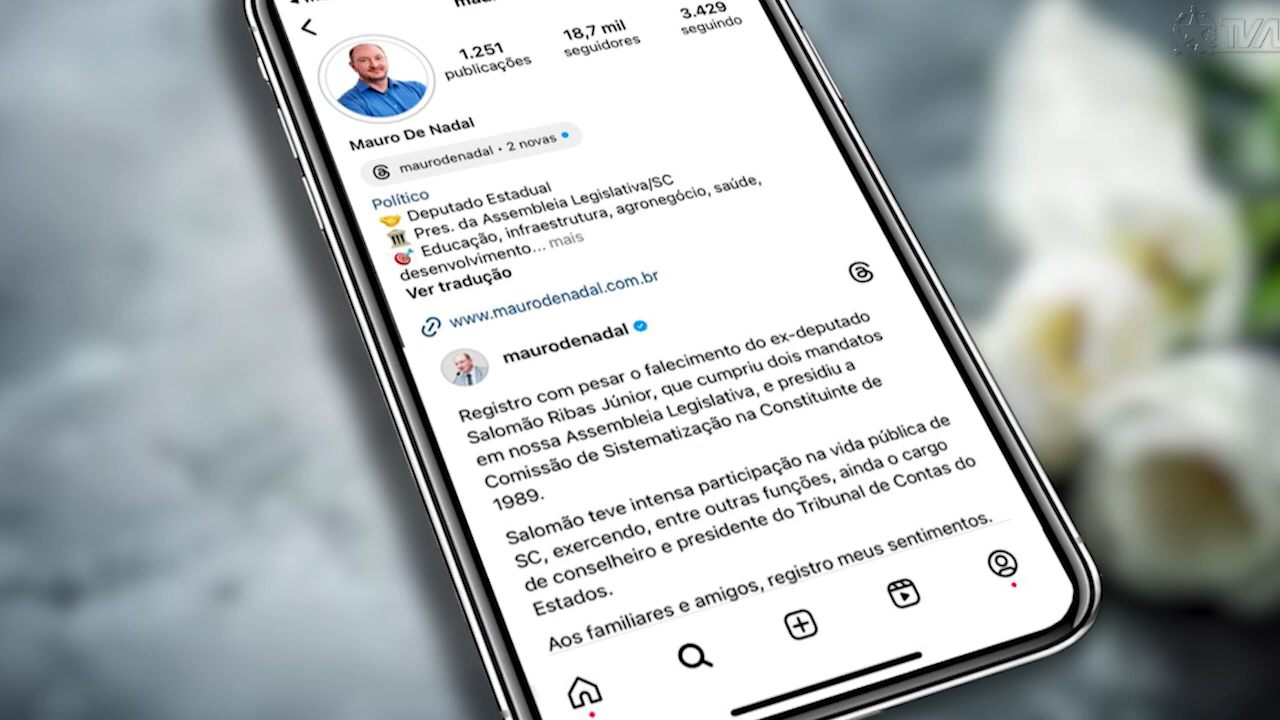 1.251
publicações
18,7 mil
seguidores
3.429
seguindo
Mauro De Nadal
maurodenadal • 2 novas
Político
Deputado Estadual
Pres. da Assembleia Legislativa/SC
Educação, infraestrutura, agronegócio, saúde,
desenvolvimento... mais
Ver tradução
www.maurodenadal.com.br
maurodenadal
Registro com pesar o falecimento do ex-deputado
Salomão Ribas Júnior, que cumpriu dois mandatos
em nossa Assembleia Legislativa, e presidiu a
Comissão de Sistematização na Constituinte de
1989.
Salomão teve intensa participação na vida pública de
SC, exercendo, entre outras funções, ainda o cargo
de conselheiro e presidente do Tribunal de Contas do
Estados.
Aos familiares e amigos, registro meus sentimentos.